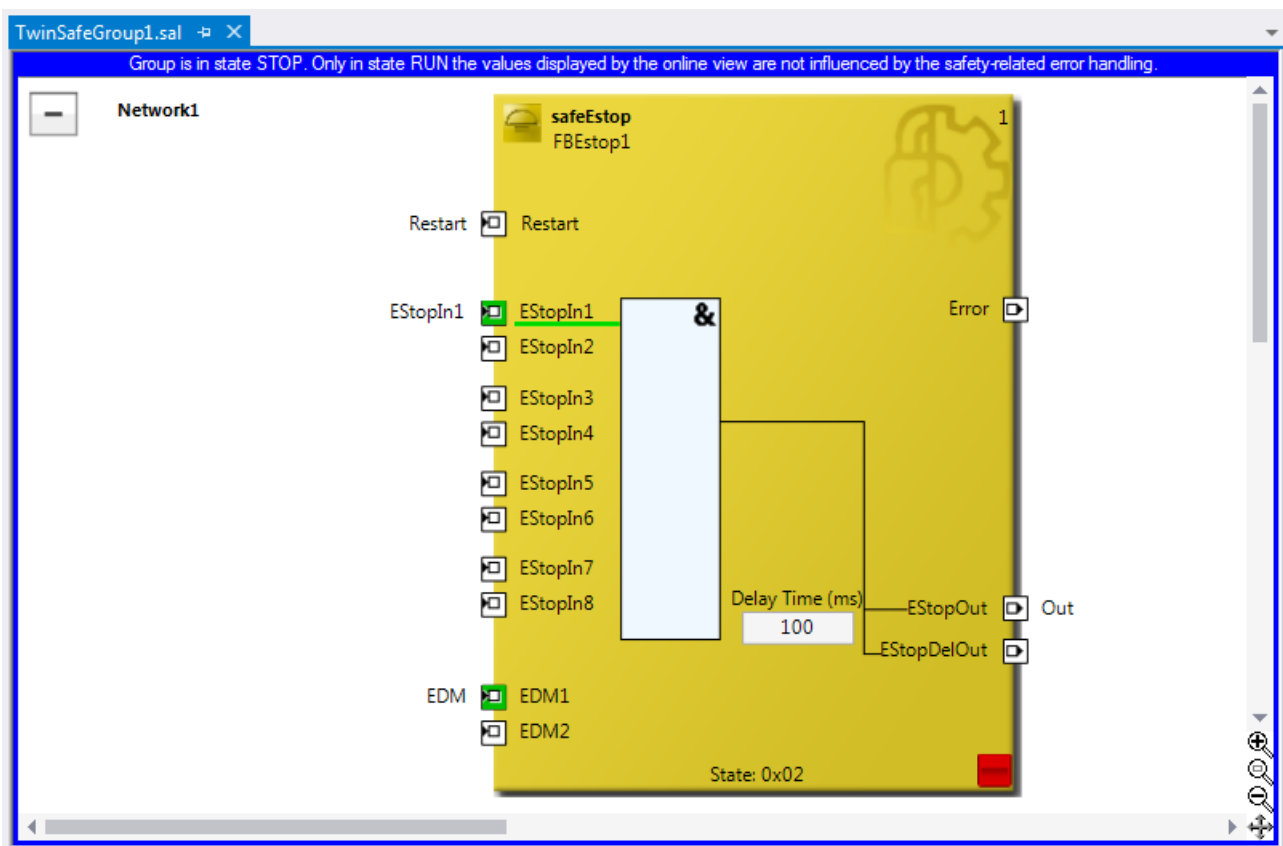 TwinSafeGroup1.sal
Group is in state STOP. Only in state RUN the values displayed by the online view are not influenced by the safety-related error handling.
Network1
safeEstop
1
FBEstop1
Restart Restart
EStopIn1 EStopIn1 & Error
EStopIn2
EStopIn3
EStopIn4
EStopIn5
EStopIn6
EStopIn7
EStopIn8
Delay Time (ms)
EStopOut Out
100
EStopDelOut
EDM EDM1
EDM2
State: 0x02